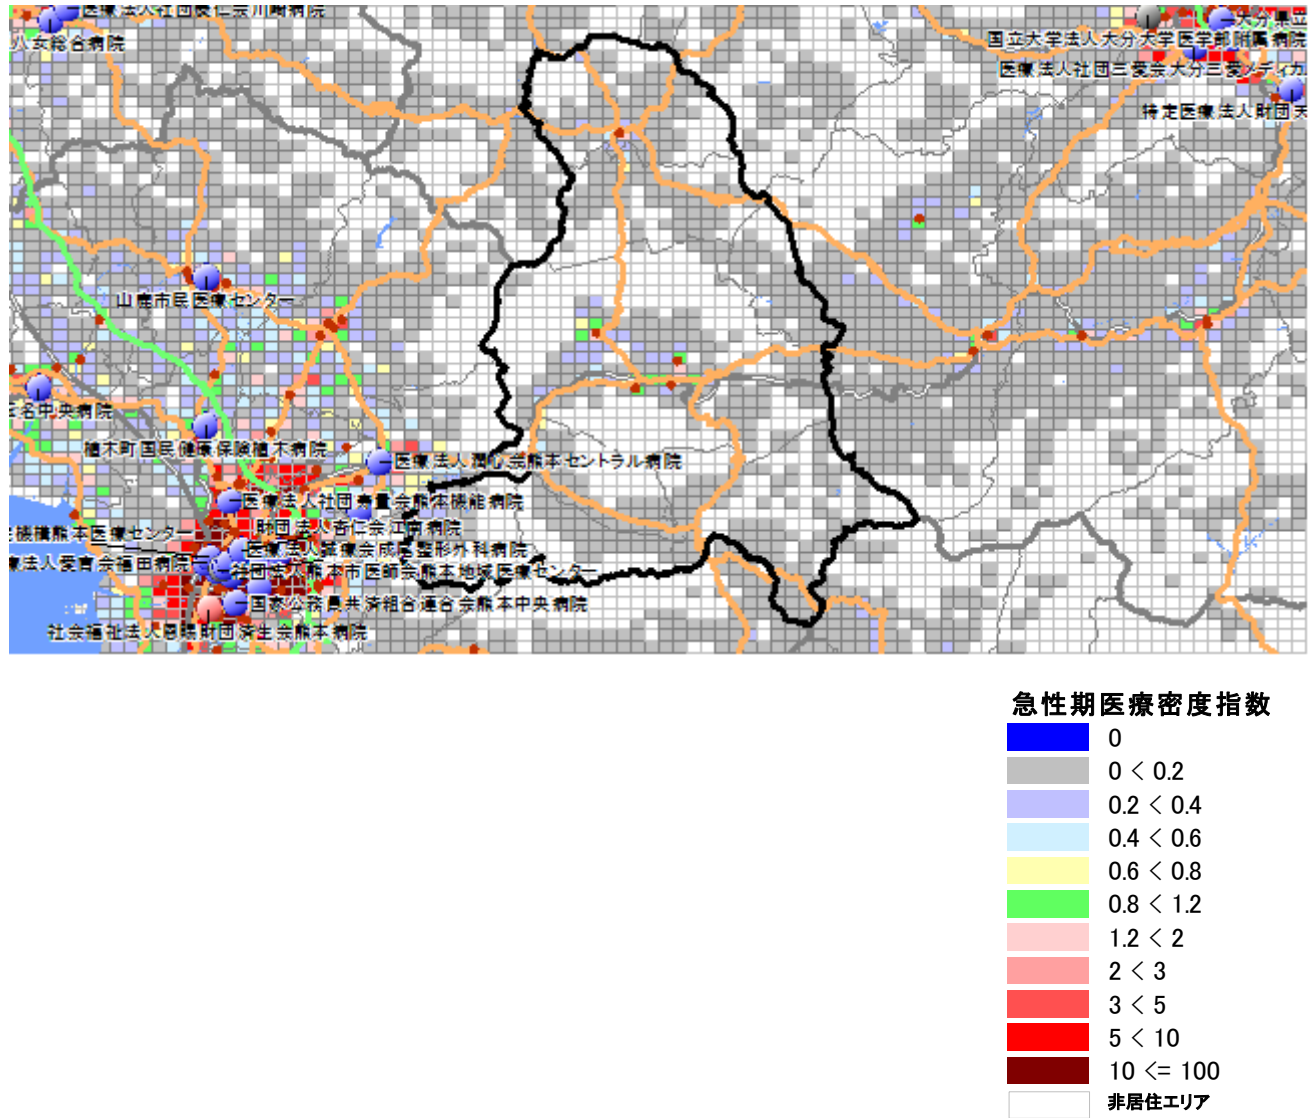 医療法人社団良仁会川崎病院
八女総合病院
大分県立
国立大学法人大分大学医学部附属病院
医療法人社団三愛会大分三愛メディカ
特定医療法人財団天
山鹿市民医療センター
名中央病院
植木町国民健康保険植木病院
医療法人潤心会熊本セントラル病院
医療法人社団寿量会熊本機能病院
財団法人杏仁会江南病院
機構熊本医療センター
医療法人誠療会成尾整形外科病院
法人愛育会福田病院
社団法人熊本市医師会熊本地域医療センター
国家公務員共済組合連合会熊本中央病院
社会福祉法人恩賜財団済生会熊本病院
急性期医療密度指数
0
0 < 0.2
0.2 < 0.4
0.4 < 0.6
0.6 < 0.8
0.8 < 1.2
1.2 < 2
2 < 3
3 < 5
5 < 10
10 <= 100
非居住エリア